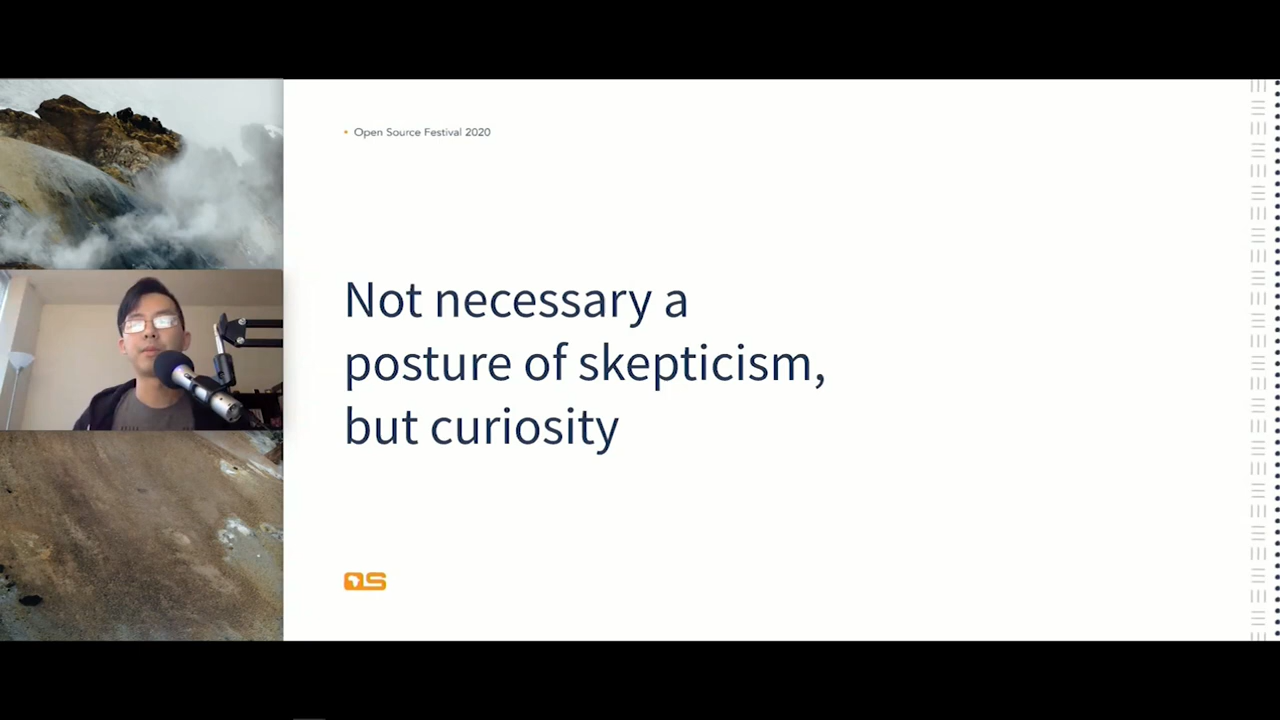 Open Source Festival 2020
Not necessary a
posture of skepticism,
but curiosity
OS